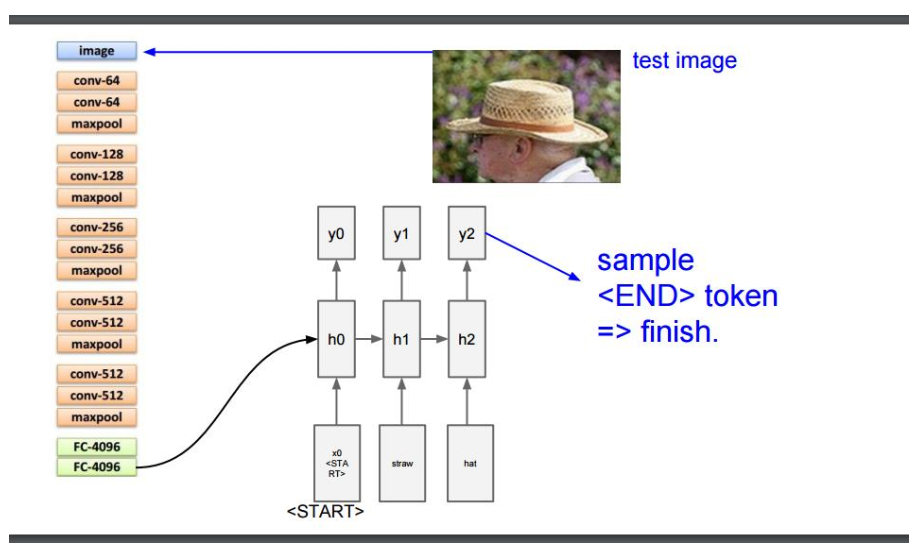 image
conv-64
conv-64
maxpool
conv-128
conv-128
maxpool
conv-256
conv-256
maxpool
conv-512
conv-512
maxpool
conv-512
conv-512
maxpool
FC-4096
FC-4096
test image
y0 y1 y2
sample
<END> token
=> finish.
h0 h1 h2
x0
<STA
RT>
straw
hat
<START>